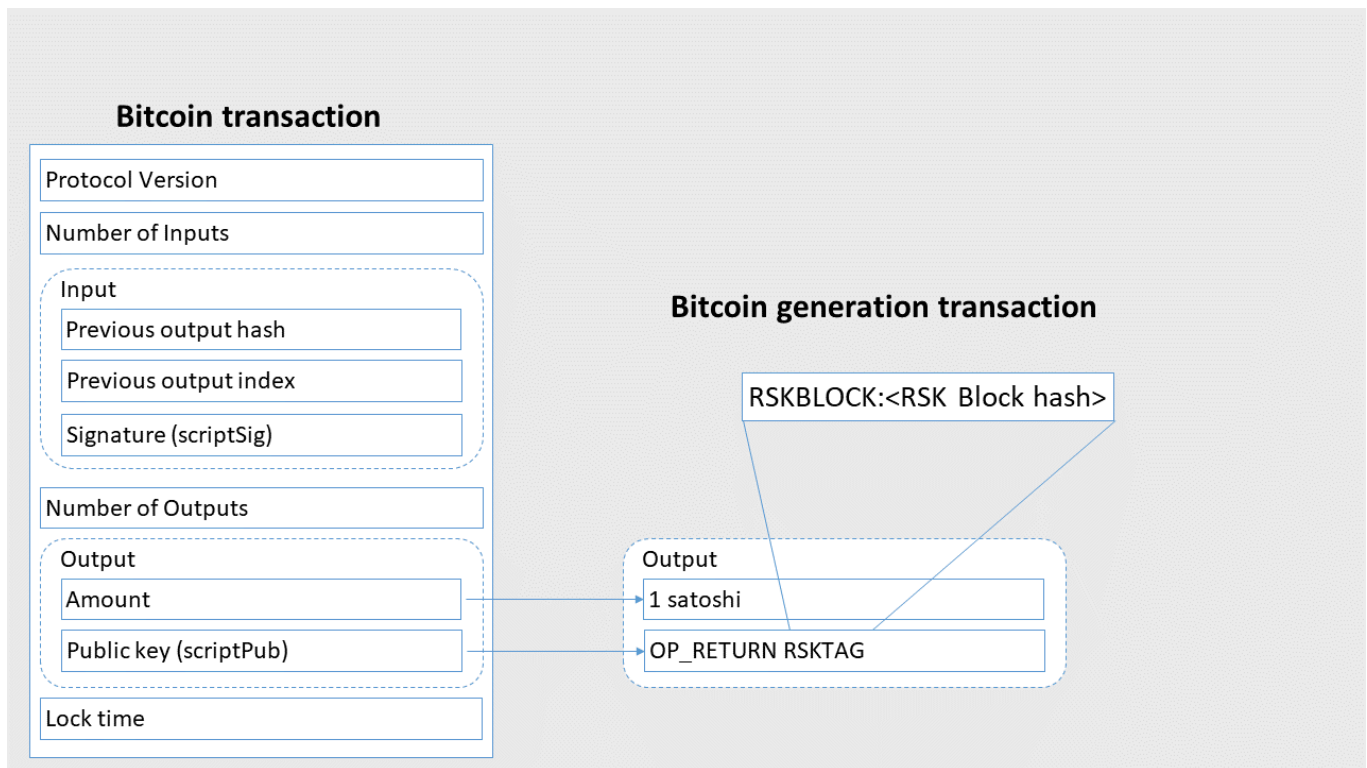 Bitcoin transaction
Protocol Version
Number of Inputs
Input
Previous output hash
Previous output index
Signature (scriptSig)
Number of Outputs
Output
Amount
Public key (scriptPub)
Lock time
Bitcoin generation transaction
RSKBLOCK:<RSK Block hash>
Output
1 satoshi
OP_RETURN RSKTAG